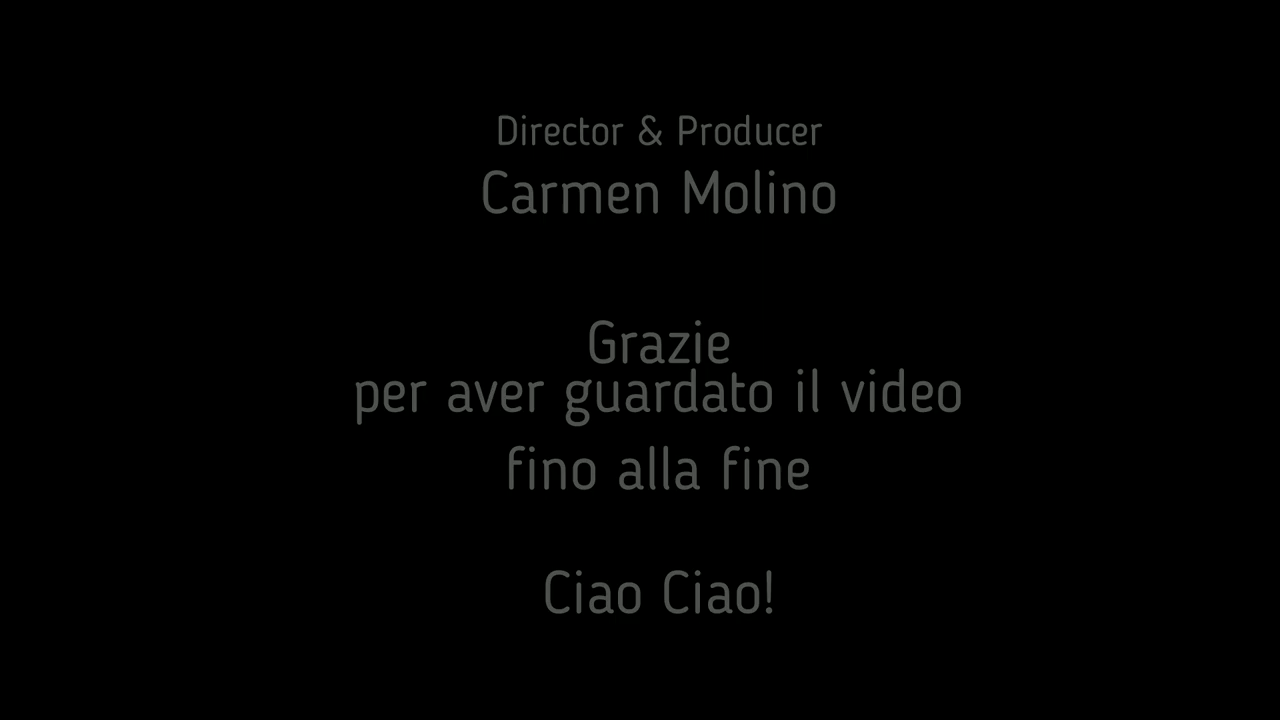 Director & Producer
Carmen Molino
Grazie
per aver guardato il video
fino alla fine
Ciao Ciao!